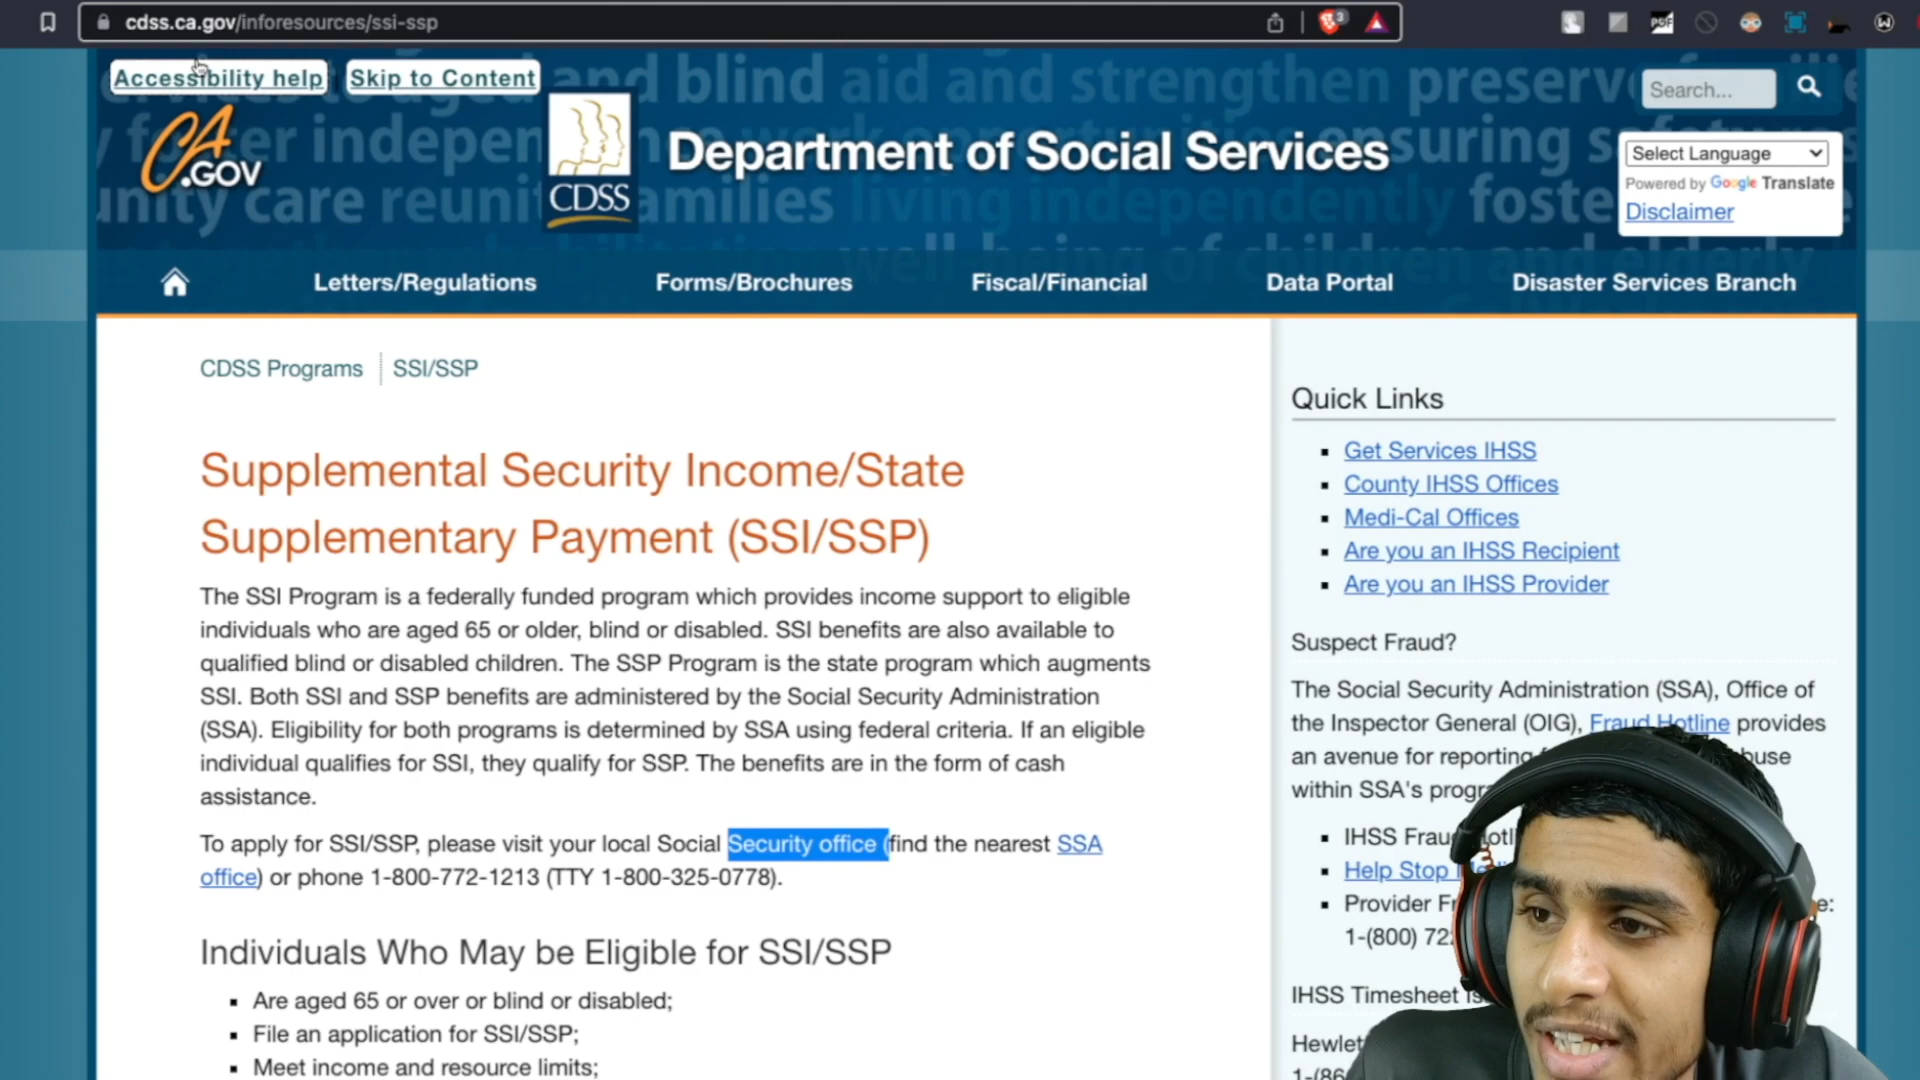 cdss.ca.gov/inforesources/ssi-ssp
3
PDF
Accessibility help
Skip to Content
Search...
CA
.GOV
CDSS
Department of Social Services
Select Language
Powered by Google Translate
Disclaimer
Letters/Regulations
Forms/Brochures
Fiscal/Financial
Data Portal
Disaster Services Branch
CDSS Programs
SSI/SSP
Supplemental Security Income/State
Supplementary Payment (SSI/SSP)
The SSI Program is a federally funded program which provides income support to eligible
individuals who are aged 65 or older, blind or disabled. SSI benefits are also available to
qualified blind or disabled children. The SSP Program is the state program which augments
SSI. Both SSI and SSP benefits are administered by the Social Security Administration
(SSA). Eligibility for both programs is determined by SSA using federal criteria. If an eligible
individual qualifies for SSI, they qualify for SSP. The benefits are in the form of cash
assistance.
To apply for SSI/SSP, please visit your local Social Security office (find the nearest SSA
office) or phone 1-800-772-1213 (TTY 1-800-325-0778).
Individuals Who May be Eligible for SSI/SSP
Are aged 65 or over or blind or disabled;
File an application for SSI/SSP;
Meet income and resource limits;
Quick Links
Get Services IHSS
County IHSS Offices
Medi-Cal Offices
Are you an IHSS Recipient
Are you an IHSS Provider
Suspect Fraud?
The Social Security Administration (SSA), Office of
the Inspector General (OIG), Fraud Hotline provides
an avenue for reporting
within SSA's
IHSS
Help Stop
Provider
1-(800)
IHSS Timesheet